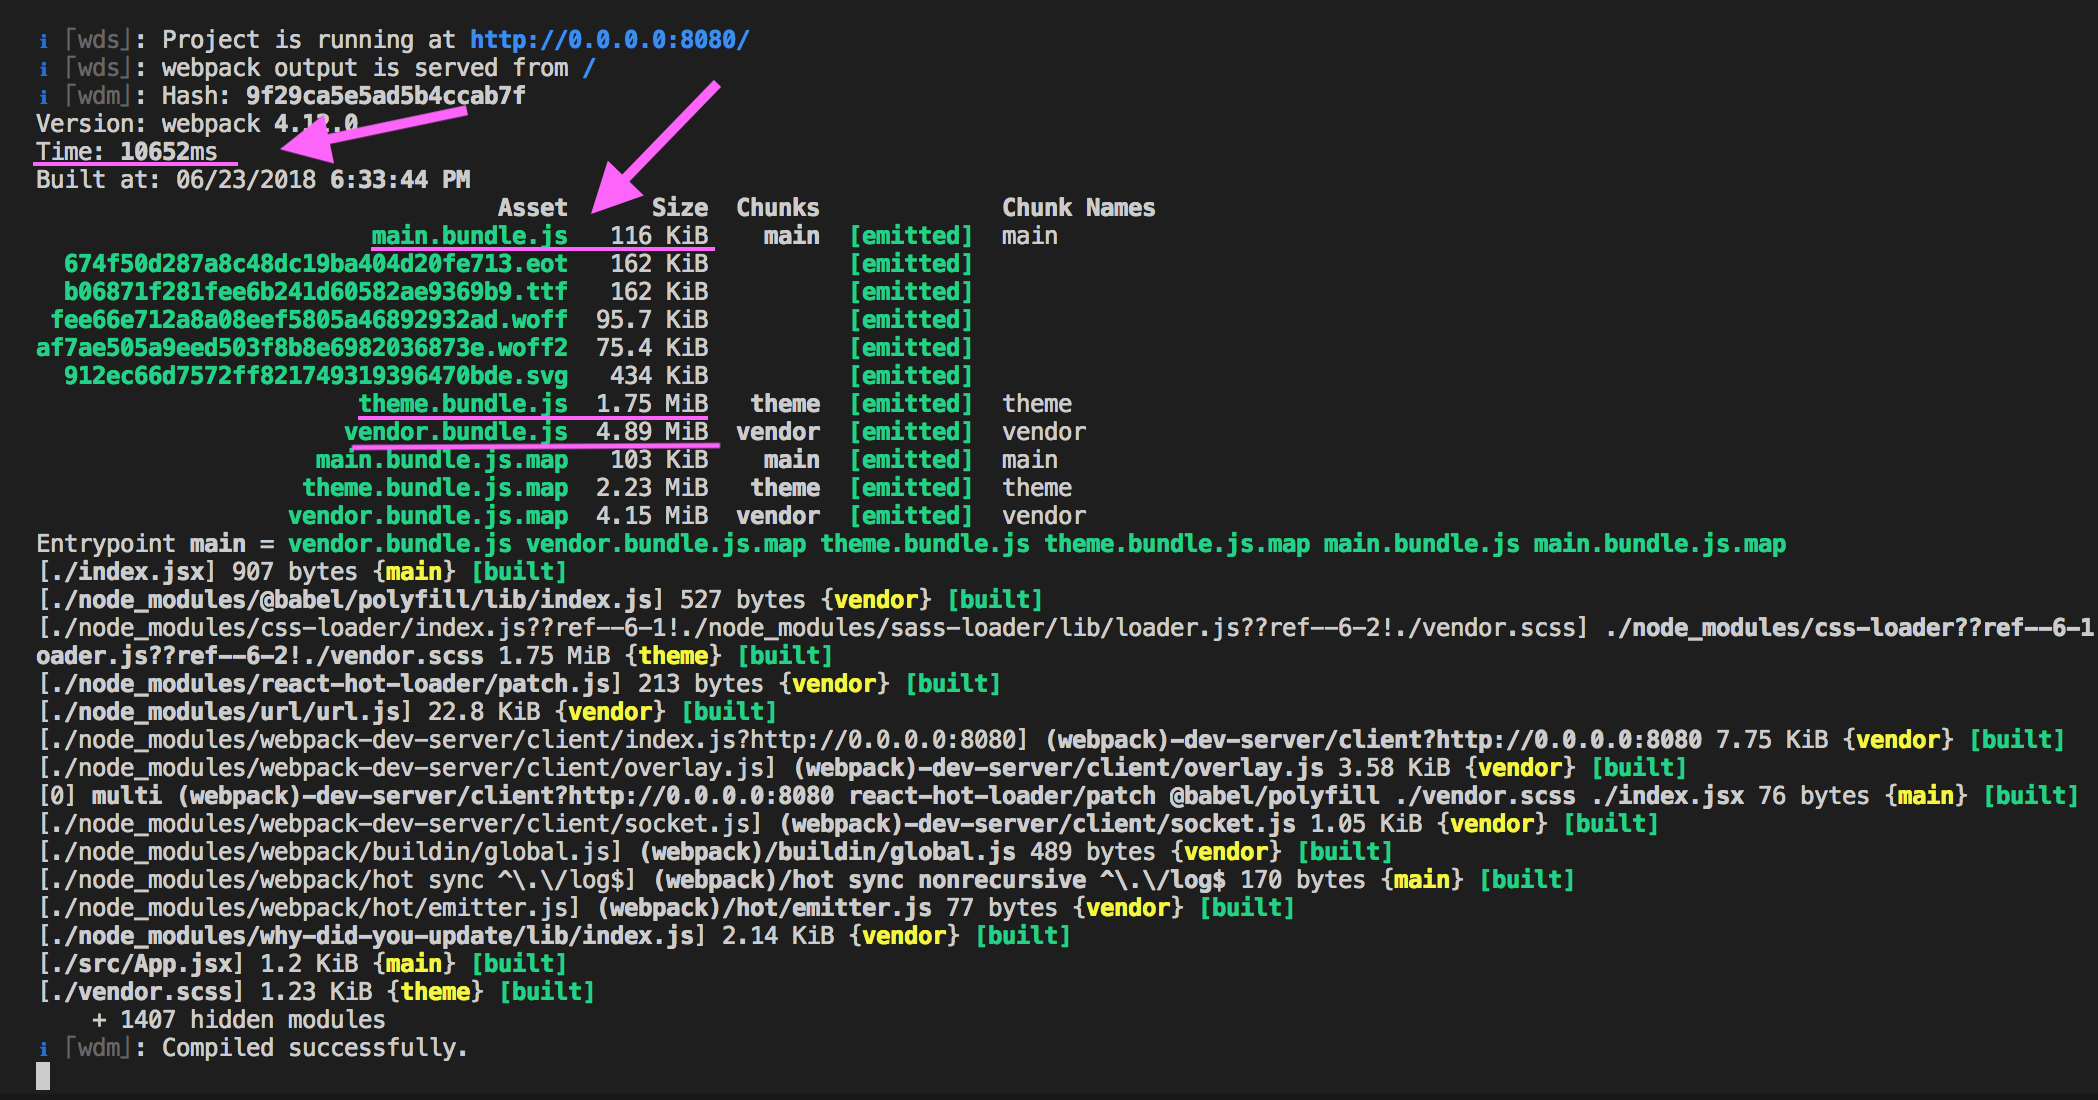 ℹ ｢wds｣: Project is running at http://0.0.0.0:8080/
ℹ ｢wds｣: webpack output is served from /
ℹ ｢wdm｣: Hash: 9f29ca5e5ad5b4ccab7f
Version: webpack 4.12.0
Time: 10652ms
Built at: 06/23/2018 6:33:44 PM
Asset Size Chunks Chunk Names
main.bundle.js 116 KiB main [emitted] main
674f50d287a8c48dc19ba404d20fe713.eot 162 KiB [emitted]
b06871f281fee6b241d60582ae9369b9.ttf 162 KiB [emitted]
fee66e712a8a08eef5805a46892932ad.woff 95.7 KiB [emitted]
af7ae505a9eed503f8b8e6982036873e.woff2 75.4 KiB [emitted]
912ec66d7572ff821749319396470bde.svg 434 KiB [emitted]
theme.bundle.js 1.75 MiB theme [emitted] theme
vendor.bundle.js 4.89 MiB vendor [emitted] vendor
main.bundle.js.map 103 KiB main [emitted] main
theme.bundle.js.map 2.23 MiB theme [emitted] theme
vendor.bundle.js.map 4.15 MiB vendor [emitted] vendor
Entrypoint main = vendor.bundle.js vendor.bundle.js.map theme.bundle.js theme.bundle.js.map main.bundle.js main.bundle.js.map
[./index.jsx] 907 bytes {main} [built]
[./node_modules/@babel/polyfill/lib/index.js] 527 bytes {vendor} [built]
[./node_modules/css-loader/index.js??ref--6-1!./node_modules/sass-loader/lib/loader.js??ref--6-2!./vendor.scss] ./node_modules/css-loader??ref--6-1
oader.js??ref--6-2!./vendor.scss 1.75 MiB {theme} [built]
[./node_modules/react-hot-loader/patch.js] 213 bytes {vendor} [built]
[./node_modules/url/url.js] 22.8 KiB {vendor} [built]
[./node_modules/webpack-dev-server/client/index.js?http://0.0.0.0:8080] (webpack)-dev-server/client?http://0.0.0.0:8080 7.75 KiB {vendor} [built]
[./node_modules/webpack-dev-server/client/overlay.js] (webpack)-dev-server/client/overlay.js 3.58 KiB {vendor} [built]
[0] multi (webpack)-dev-server/client?http://0.0.0.0:8080 react-hot-loader/patch @babel/polyfill ./vendor.scss ./index.jsx 76 bytes {main} [built]
[./node_modules/webpack-dev-server/client/socket.js] (webpack)-dev-server/client/socket.js 1.05 KiB {vendor} [built]
[./node_modules/webpack/buildin/global.js] (webpack)/buildin/global.js 489 bytes {vendor} [built]
[./node_modules/webpack/hot sync ^\.\/log$] (webpack)/hot sync nonrecursive ^\.\/log$ 170 bytes {main} [built]
[./node_modules/webpack/hot/emitter.js] (webpack)/hot/emitter.js 77 bytes {vendor} [built]
[./node_modules/why-did-you-update/lib/index.js] 2.14 KiB {vendor} [built]
[./src/App.jsx] 1.2 KiB {main} [built]
[./vendor.scss] 1.23 KiB {theme} [built]
+ 1407 hidden modules
ℹ ｢wdm｣: Compiled successfully.